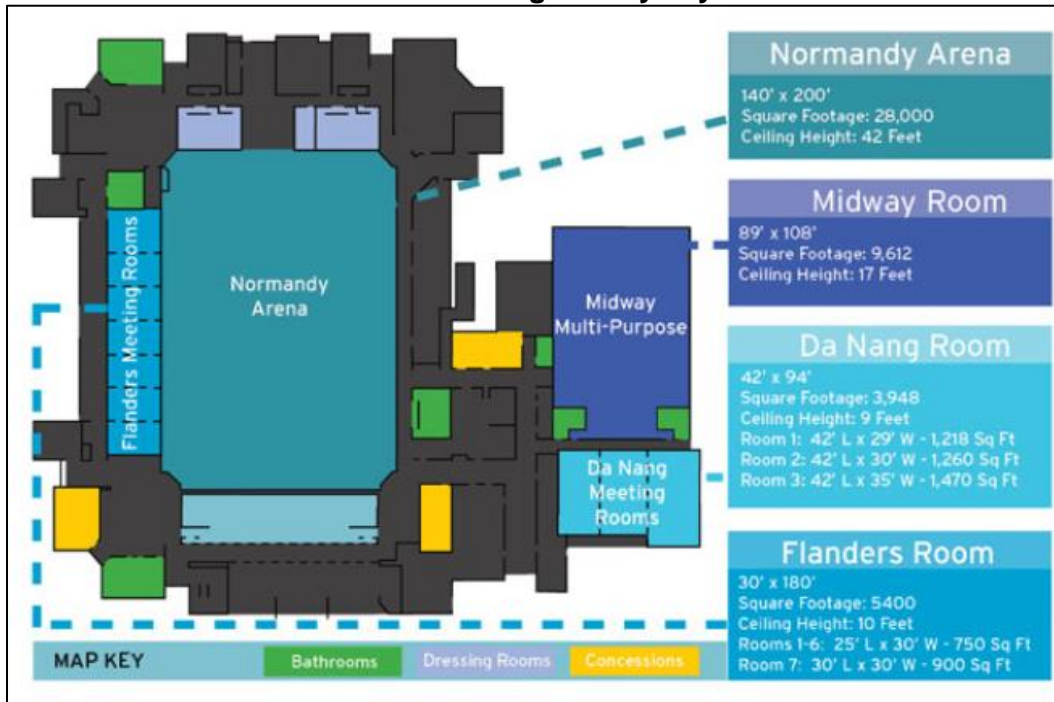 Normandy Arena
140' x 200'
Square Footage: 28,000
Ceiling Height: 42 Feet
Midway Room
89' x 108'
Square Footage: 9,612
Ceiling Height: 17 Feet
Da Nang Room
42' x 94'
Square Footage: 3,948
Ceiling Height: 9 Feet
Room 1: 42' L x 29' W - 1,218 Sq Ft
Room 2: 42' L x 30' W - 1,260 Sq Ft
Room 3: 42' L x 35' W - 1,470 Sq Ft
Flanders Room
30' x 180'
Square Footage: 5400
Ceiling Height: 10 Feet
Rooms 1-6: 25' L x 30' W - 750 Sq Ft
Room 7: 30' L x 30' W - 900 Sq Ft
Flanders Meeting Rooms
Normandy
Arena
Midway
Multi-Purpose
Da Nang
Meeting
Rooms
MAP KEY
Bathrooms
Dressing Rooms
Concessions